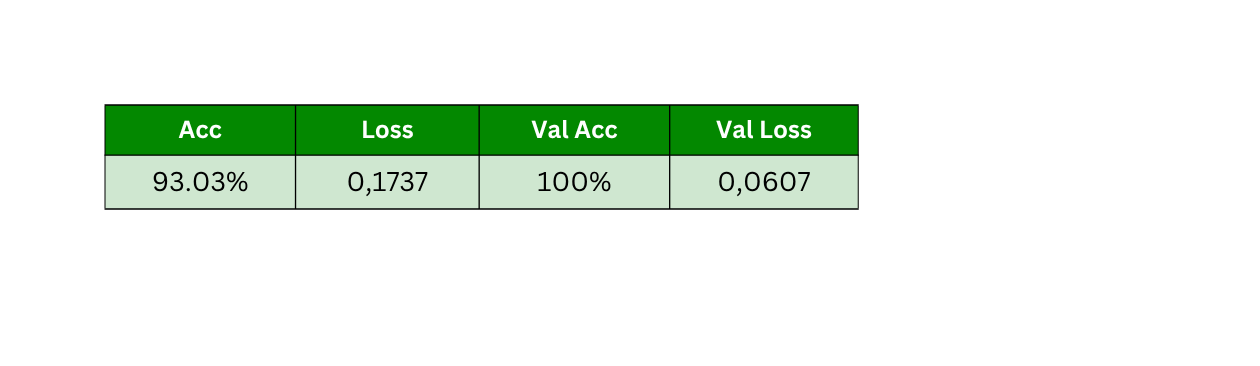 Acc Loss Val Acc Val Loss
93.03% 0,1737 100% 0,0607